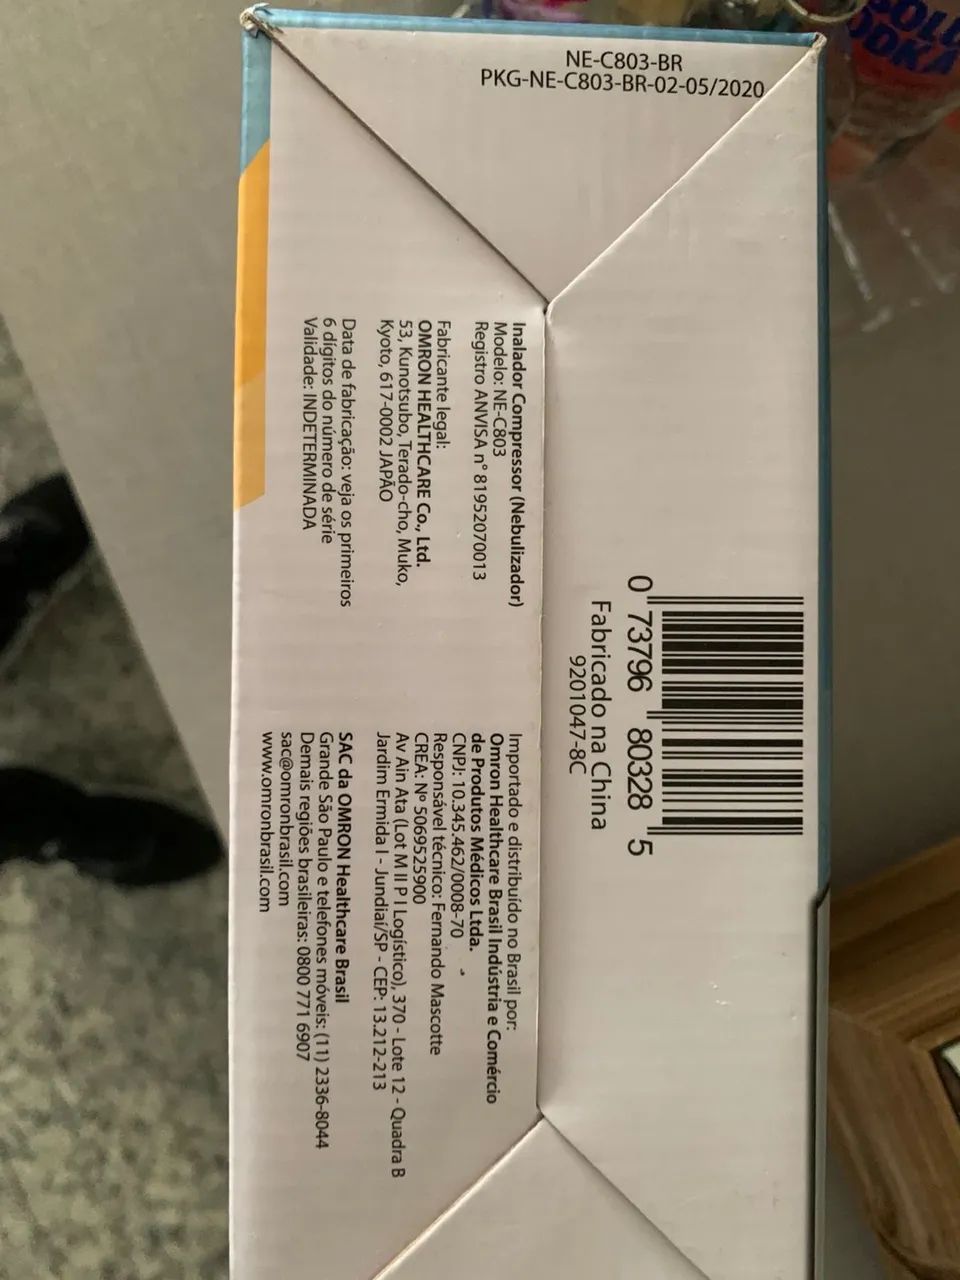 NE-C803-BR
PKG-NE-C803-BR-02-05/2020
0 73796 80328 5
Fabricado na China
9201047-8C
Inalador Compressor (Nebulizador)
Modelo: NE-C803
Registro ANVISA n° 81952070013
Fabricante legal:
OMRON HEALTHCARE Co., Ltd.
53, Kunotsubo, Terado-cho, Muko,
Kyoto, 617-0002 JAPÃO
Data de fabricação: veja os primeiros
6 dígitos do número de série
Validade: INDETERMINADA
Importado e distribuído no Brasil por:
Omron Healthcare Brasil Indústria e Comércio
de Produtos Médicos Ltda.
CNPJ: 10.345.462/0008-70
Responsável técnico: Fernando Mascotte
CREA: Nº 5069525900
Av Ain Ata (Lot M II P I Logístico), 370 - Lote 12 - Quadra B
Jardim Ermida I - Jundiaí/SP - CEP: 13.212-213
SAC da OMRON Healthcare Brasil
Grande São Paulo e telefones móveis: (11) 2336-8044
Demais regiões brasileiras: 0800 771 6907
sac@omronbrasil.com
www.omronbrasil.com